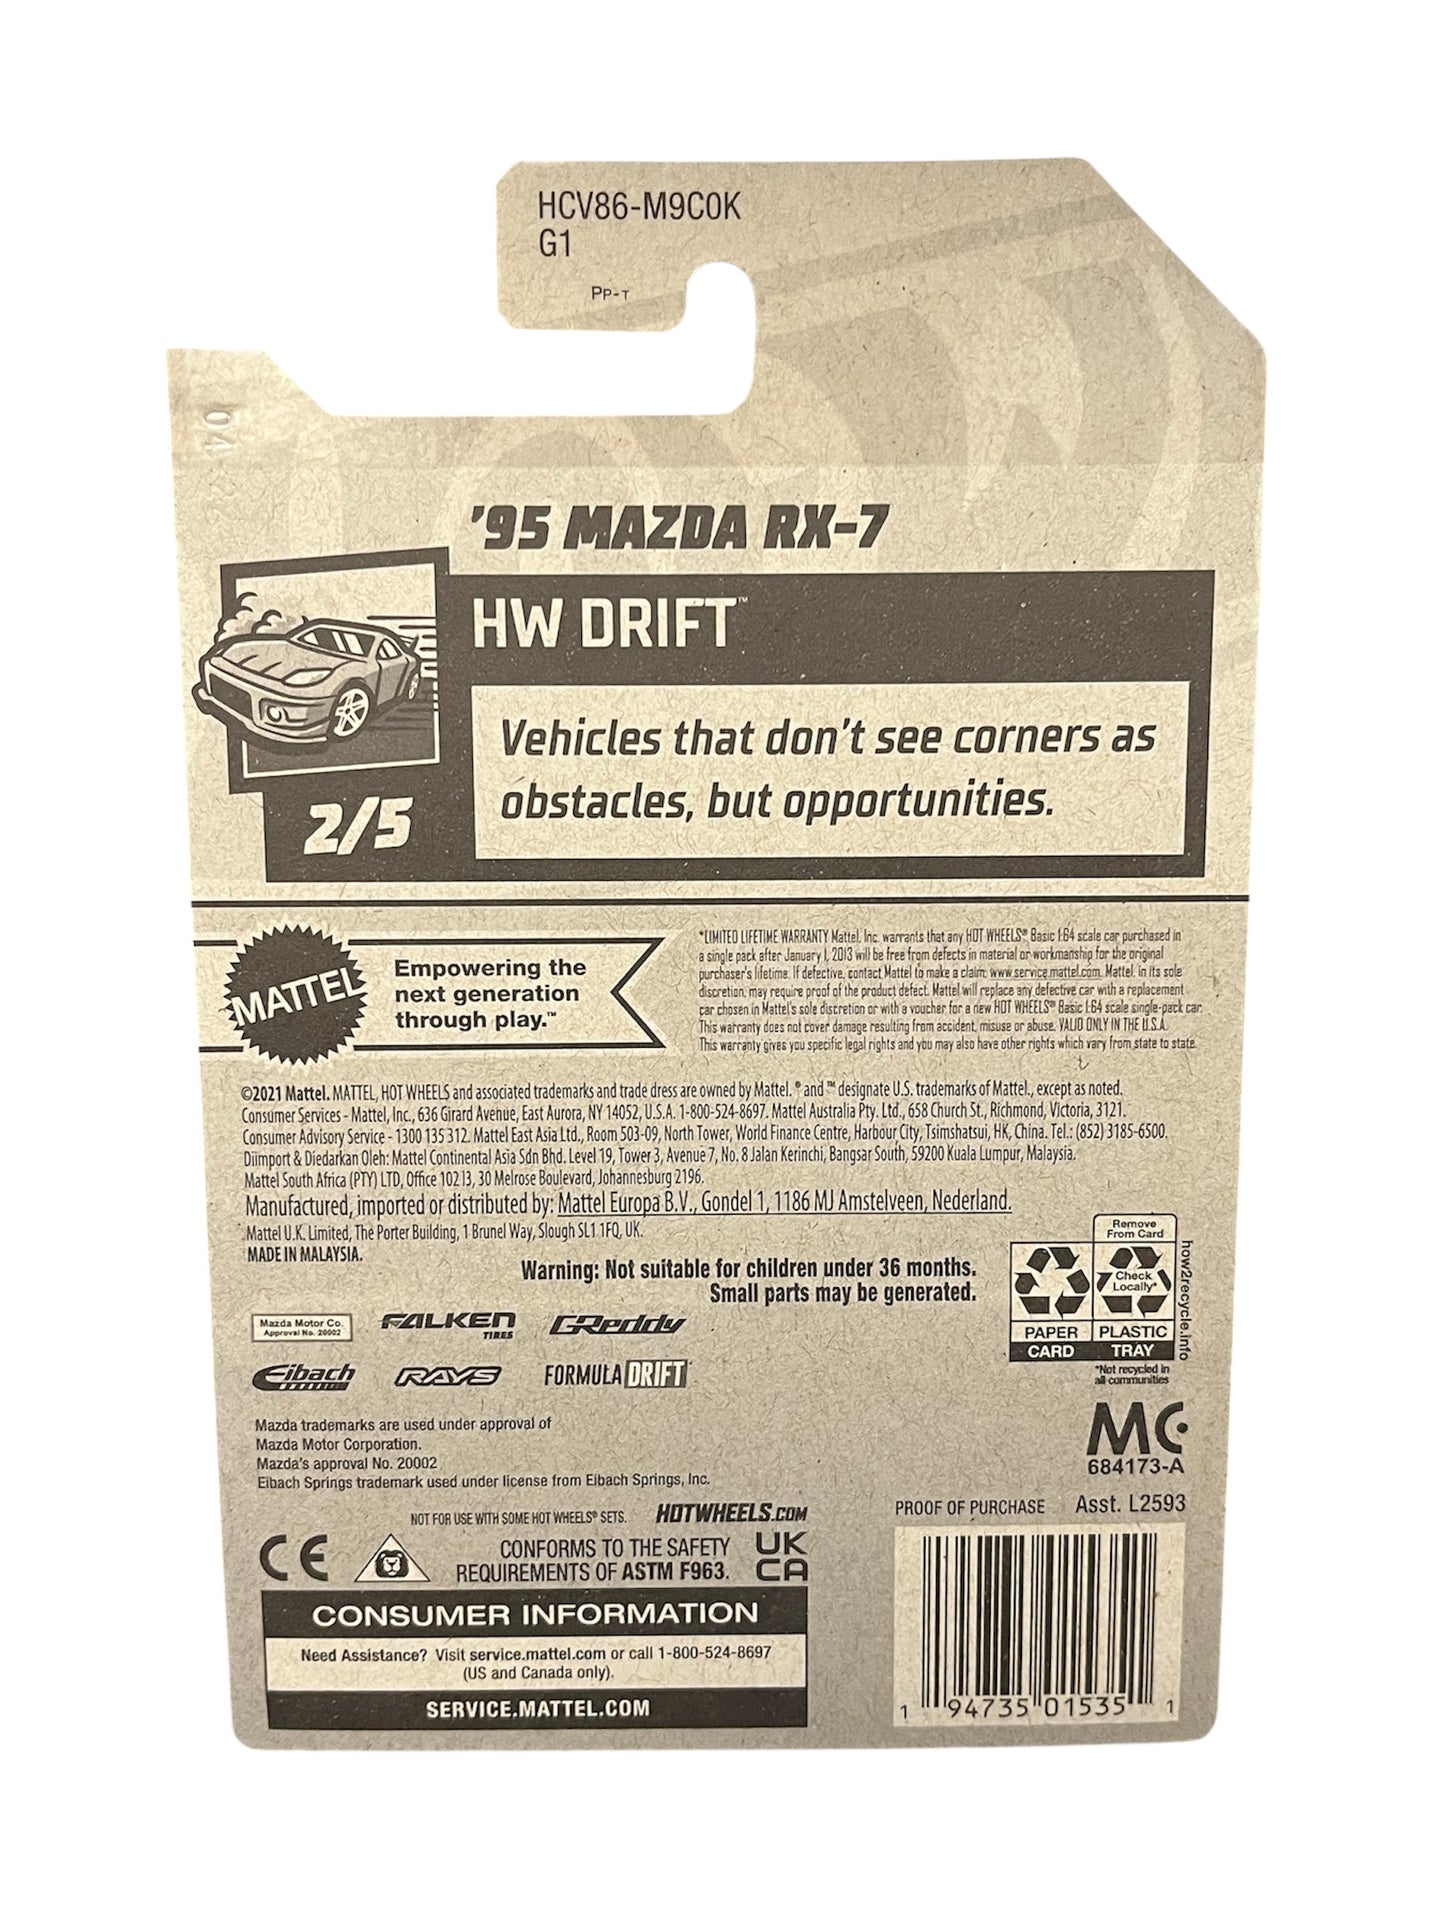 HCV86-M9C0K
G1
PP-T
04
'95 MAZDA RX-7
HW DRIFT™
Vehicles that don't see corners as
obstacles, but opportunities.
2/5
MATTEL
Empowering the
next generation
through play.™
*LIMITED LIFETIME WARRANTY Mattel, Inc. warrants that any HOT WHEELS® Basic 1:64 scale car purchased in
a single pack after January 1, 2013 will be free from defects in material or workmanship for the original
purchaser's lifetime. If defective, contact Mattel to make a claim: www.service.mattel.com. Mattel, in its sole
discretion, may require proof of the product defect. Mattel will replace any defective car with a replacement
car chosen in Mattel's sole discretion or with a voucher for a new HOT WHEELS® Basic 1:64 scale single-pack car.
This warranty does not cover damage resulting from accident, misuse or abuse. VALID ONLY IN THE U.S.A.
This warranty gives you specific legal rights and you may also have other rights which vary from state to state.
©2021 Mattel. MATTEL, HOT WHEELS and associated trademarks and trade dress are owned by Mattel. ® and ™ designate U.S. trademarks of Mattel, except as noted.
Consumer Services - Mattel, Inc., 636 Girard Avenue, East Aurora, NY 14052, U.S.A. 1-800-524-8697. Mattel Australia Pty. Ltd., 658 Church St., Richmond, Victoria, 3121.
Consumer Advisory Service - 1300 135 312. Mattel East Asia Ltd., Room 503-09, North Tower, World Finance Centre, Harbour City, Tsimshatsui, HK, China. Tel.: (852) 3185-6500.
Diimport & Diedarkan Oleh: Mattel Continental Asia Sdn Bhd. Level 19, Tower 3, Avenue 7, No. 8 Jalan Kerinchi, Bangsar South, 59200 Kuala Lumpur, Malaysia.
Mattel South Africa (PTY) LTD, Office 102 I3, 30 Melrose Boulevard, Johannesburg 2196.
Manufactured, imported or distributed by: Mattel Europa B.V., Gondel 1, 1186 MJ Amstelveen, Nederland.
Mattel U.K. Limited, The Porter Building, 1 Brunel Way, Slough SL1 1FQ, UK.
MADE IN MALAYSIA.
Warning: Not suitable for children under 36 months.
Small parts may be generated.
Remove
From Card
Check
Locally*
PAPER
CARD
PLASTIC
TRAY
*Not recycled in
all communities
how2recycle.info
Mazda Motor Co.
Approval No. 20002
FALKEN
TIRES
GReddy
Eibach
RAYS
FORMULA DRIFT
Mazda trademarks are used under approval of
Mazda Motor Corporation.
Mazda's approval No. 20002
Eibach Springs trademark used under license from Eibach Springs, Inc.
MC
684173-A
NOT FOR USE WITH SOME HOT WHEELS® SETS.
HOTWHEELS.COM
PROOF OF PURCHASE
Asst. L2593
CE
CONFORMS TO THE SAFETY
REQUIREMENTS OF ASTM F963.
UK
CA
CONSUMER INFORMATION
Need Assistance? Visit service.mattel.com or call 1-800-524-8697
(US and Canada only).
SERVICE.MATTEL.COM
1 94735 01535 1